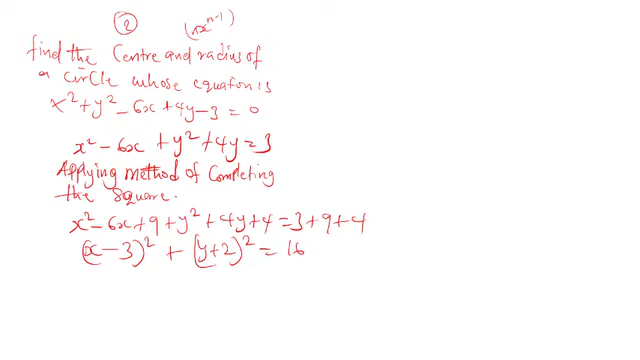 ②
(nx^{n-1})
find the Centre and radius of
a circle whose equation is
x² + y² - 6x + 4y - 3 = 0
x² - 6x + y² + 4y = 3
Applying method of Completing
the Square.
x² - 6x + 9 + y² + 4y + 4 = 3 + 9 + 4
(x - 3)² + (y + 2)² = 16